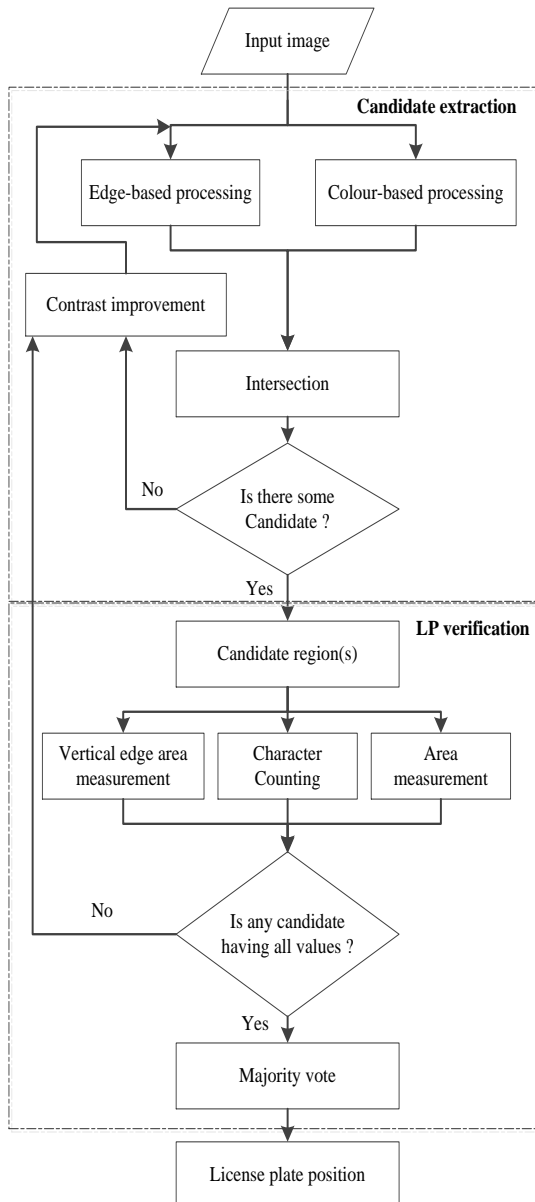 Input image
Candidate extraction
Edge-based processing
Colour-based processing
Contrast improvement
Intersection
No
Is there some
Candidate ?
Yes
LP verification
Candidate region(s)
Vertical edge area
measurement
Character
Counting
Area
measurement
No
Is any candidate
having all values ?
Yes
Majority vote
License plate position